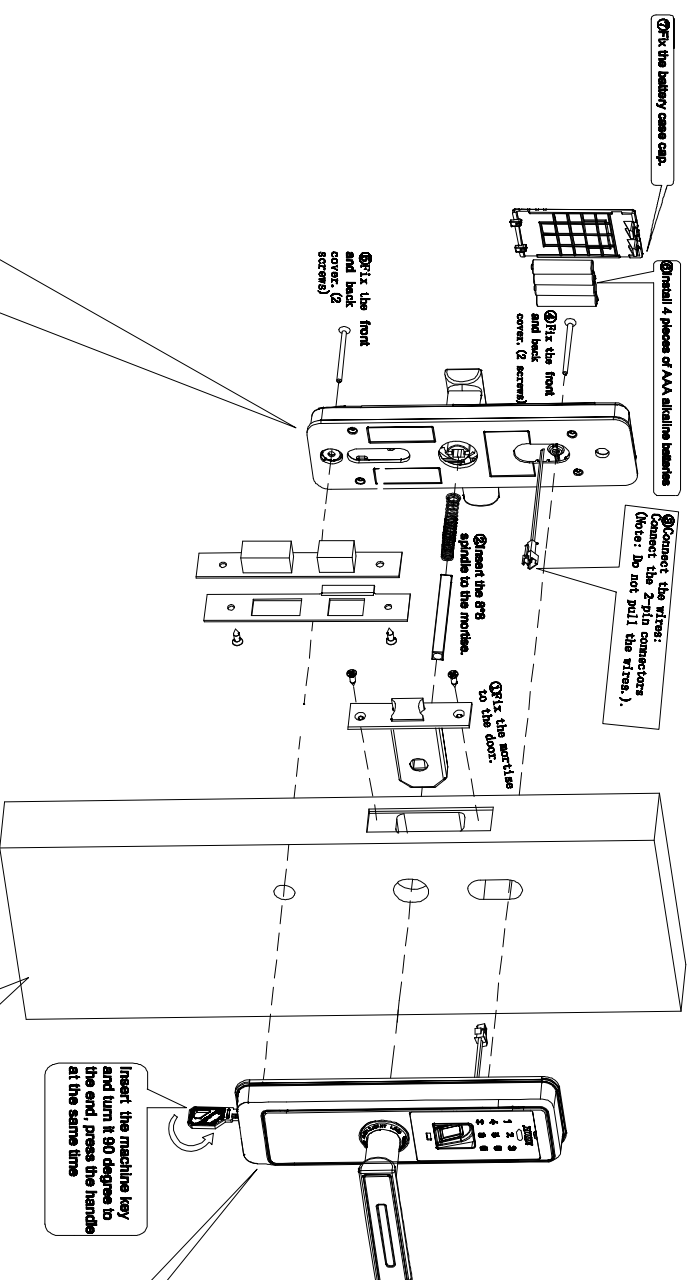 ⑦Fix the battery case cap.
⑥Install 4 pieces of AAA alkaline batteries
④Fix the front
and back
cover. (2 screws)
⑤Fix the front
and back
cover. (2
screws)
③Connect the wires:
Connect the 2-pin connectors
(Note: Do not pull the wires.).
②Insert the 8*8
spindle to the mortise.
①Fix the mortise
to the door.
1 2 3
Insert the machine key
and turn it 90 degree to
the end, press the handle
at the same time